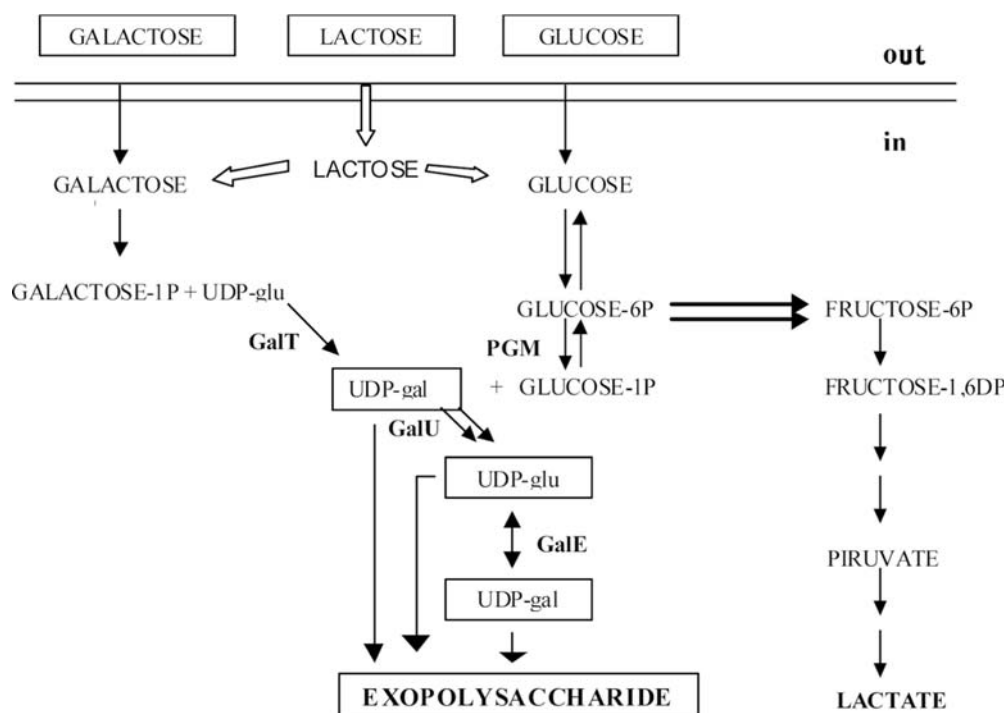 GALACTOSE LACTOSE GLUCOSE
out
in
LACTOSE
GALACTOSE GLUCOSE
GALACTOSE-1P + UDP-glu GLUCOSE-6P FRUCTOSE-6P
GalT PGM
UDP-gal + GLUCOSE-1P FRUCTOSE-1,6DP
GalU
UDP-glu
GalE
PIRUVATE
UDP-gal
EXOPOLYSACCHARIDE LACTATE